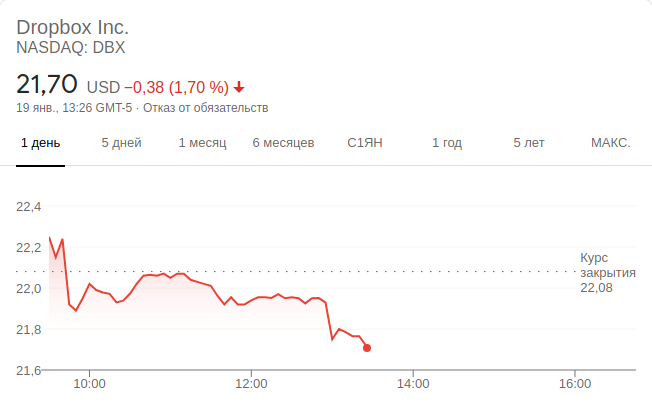 Dropbox Inc.
NASDAQ: DBX
21,70 USD −0,38 (1,70 %)
19 янв., 13:26 GMT-5 · Отказ от обязательств
1 день 5 дней 1 месяц 6 месяцев С1ЯН 1 год 5 лет МАКС.
22,4
22,2
Курс
закрытия
22,08
22,0
21,8
21,6
10:00 12:00 14:00 16:00